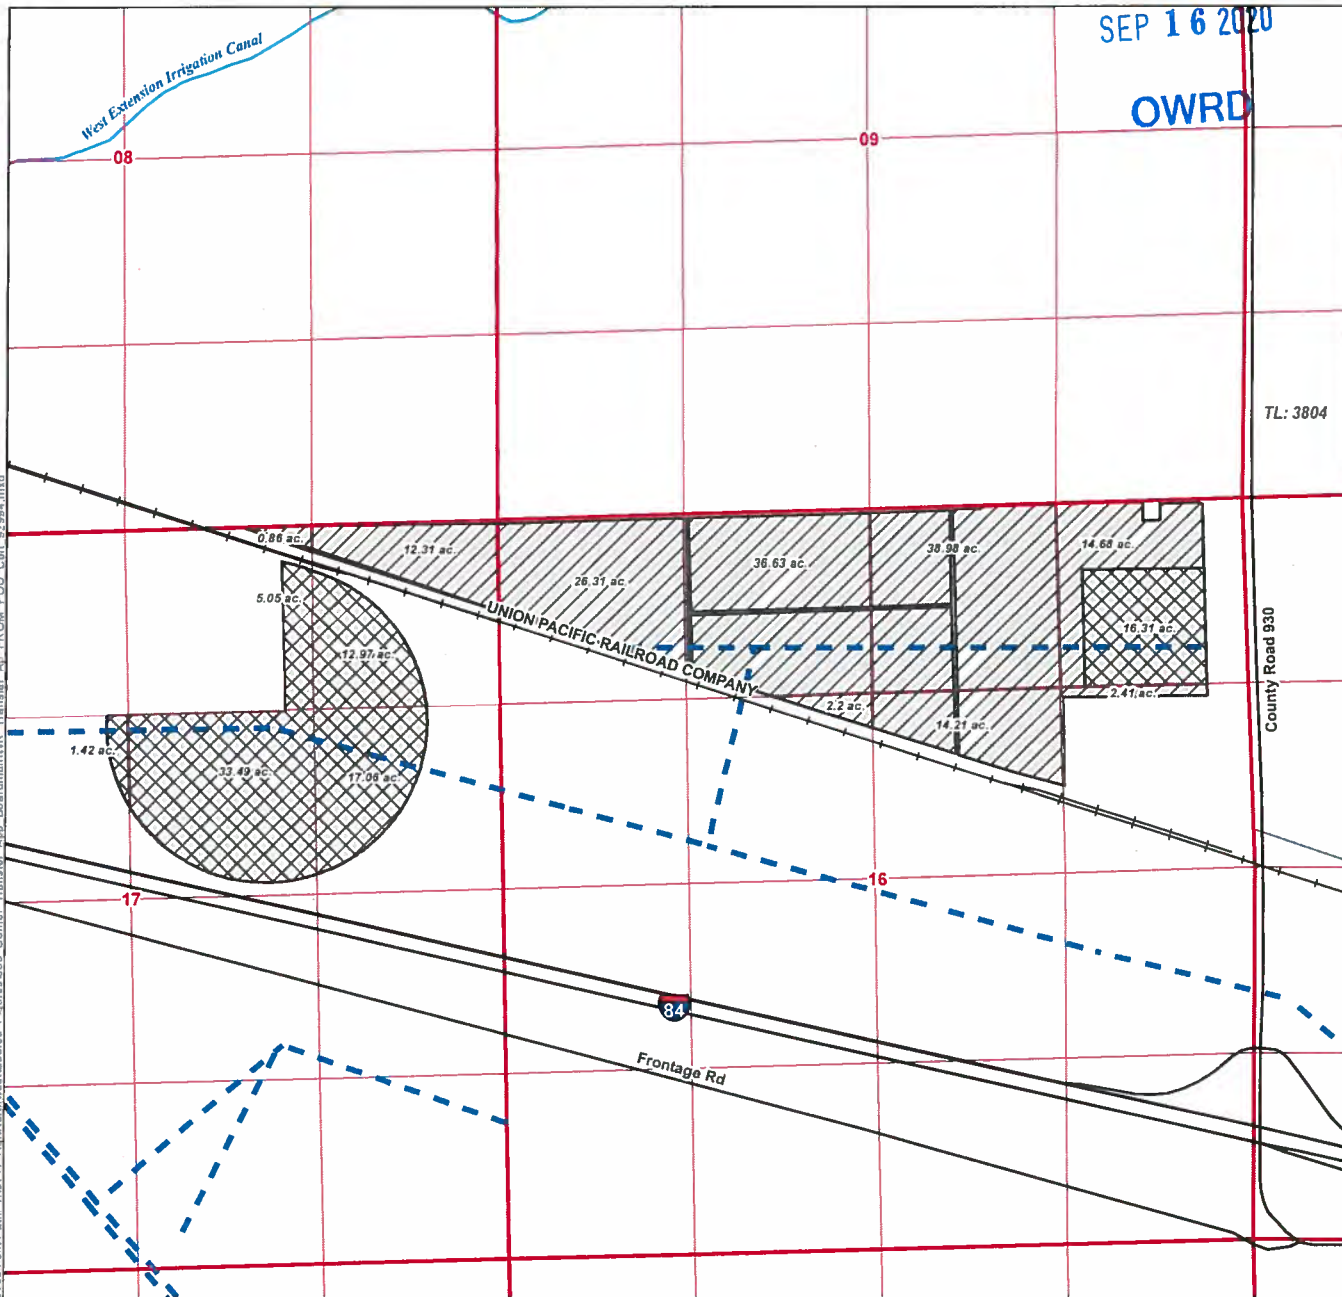 SEP 16 2020
OWRD
West Extension Irrigation Canal
08
09
TL: 3804
0.86 ac.
12.31 ac.
26.31 ac.
36.63 ac.
38.98 ac.
14.68 ac.
5.05 ac.
12.97 ac.
UNION PACIFIC RAILROAD COMPANY
16.31 ac.
2.41 ac.
2.2 ac.
14.21 ac.
County Road 930
1.42 ac.
33.49 ac.
17.06 ac.
17
16
84
Frontage Rd